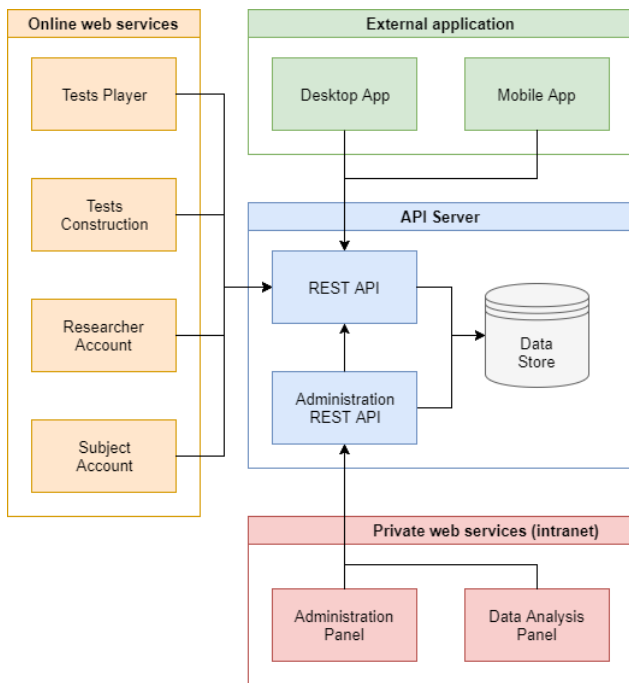 Online web services
Tests Player
Tests
Construction
Researcher
Account
Subject
Account
External application
Desktop App
Mobile App
API Server
REST API
Administration
REST API
Data
Store
Private web services (intranet)
Administration
Panel
Data Analysis
Panel